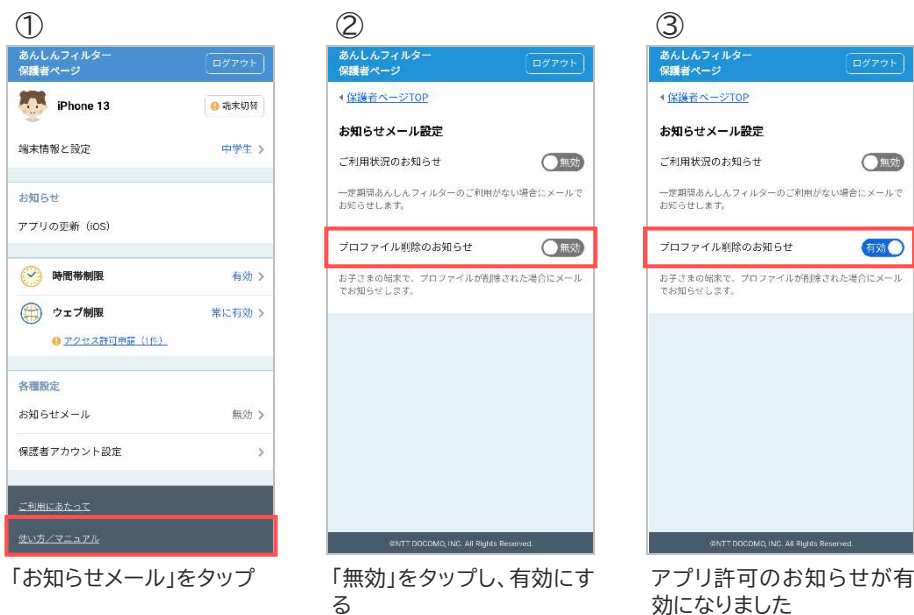 ①
あんしんフィルター
保護者ページ
ログアウト
iPhone 13
端末切替
端末情報と設定
中学生
お知らせ
アプリの更新（iOS）
時間帯制限
有効
ウェブ制限
常に有効
アクセス許可申請（1件）
各種設定
お知らせメール
無効
保護者アカウント設定
ご利用にあたって
使い方／マニュアル
「お知らせメール」をタップ
②
あんしんフィルター
保護者ページ
ログアウト
保護者ページTOP
お知らせメール設定
ご利用状況のお知らせ
無効
一定期間あんしんフィルターのご利用がない場合にメールで
お知らせします。
プロファイル削除のお知らせ
無効
お子さまの端末で、プロファイルが削除された場合にメール
でお知らせします。
©NTT DOCOMO, INC. All Rights Reserved.
「無効」をタップし、有効にす
る
③
あんしんフィルター
保護者ページ
ログアウト
保護者ページTOP
お知らせメール設定
ご利用状況のお知らせ
無効
一定期間あんしんフィルターのご利用がない場合にメールで
お知らせします。
プロファイル削除のお知らせ
有効
お子さまの端末で、プロファイルが削除された場合にメール
でお知らせします。
©NTT DOCOMO, INC. All Rights Reserved.
アプリ許可のお知らせが有
効になりました